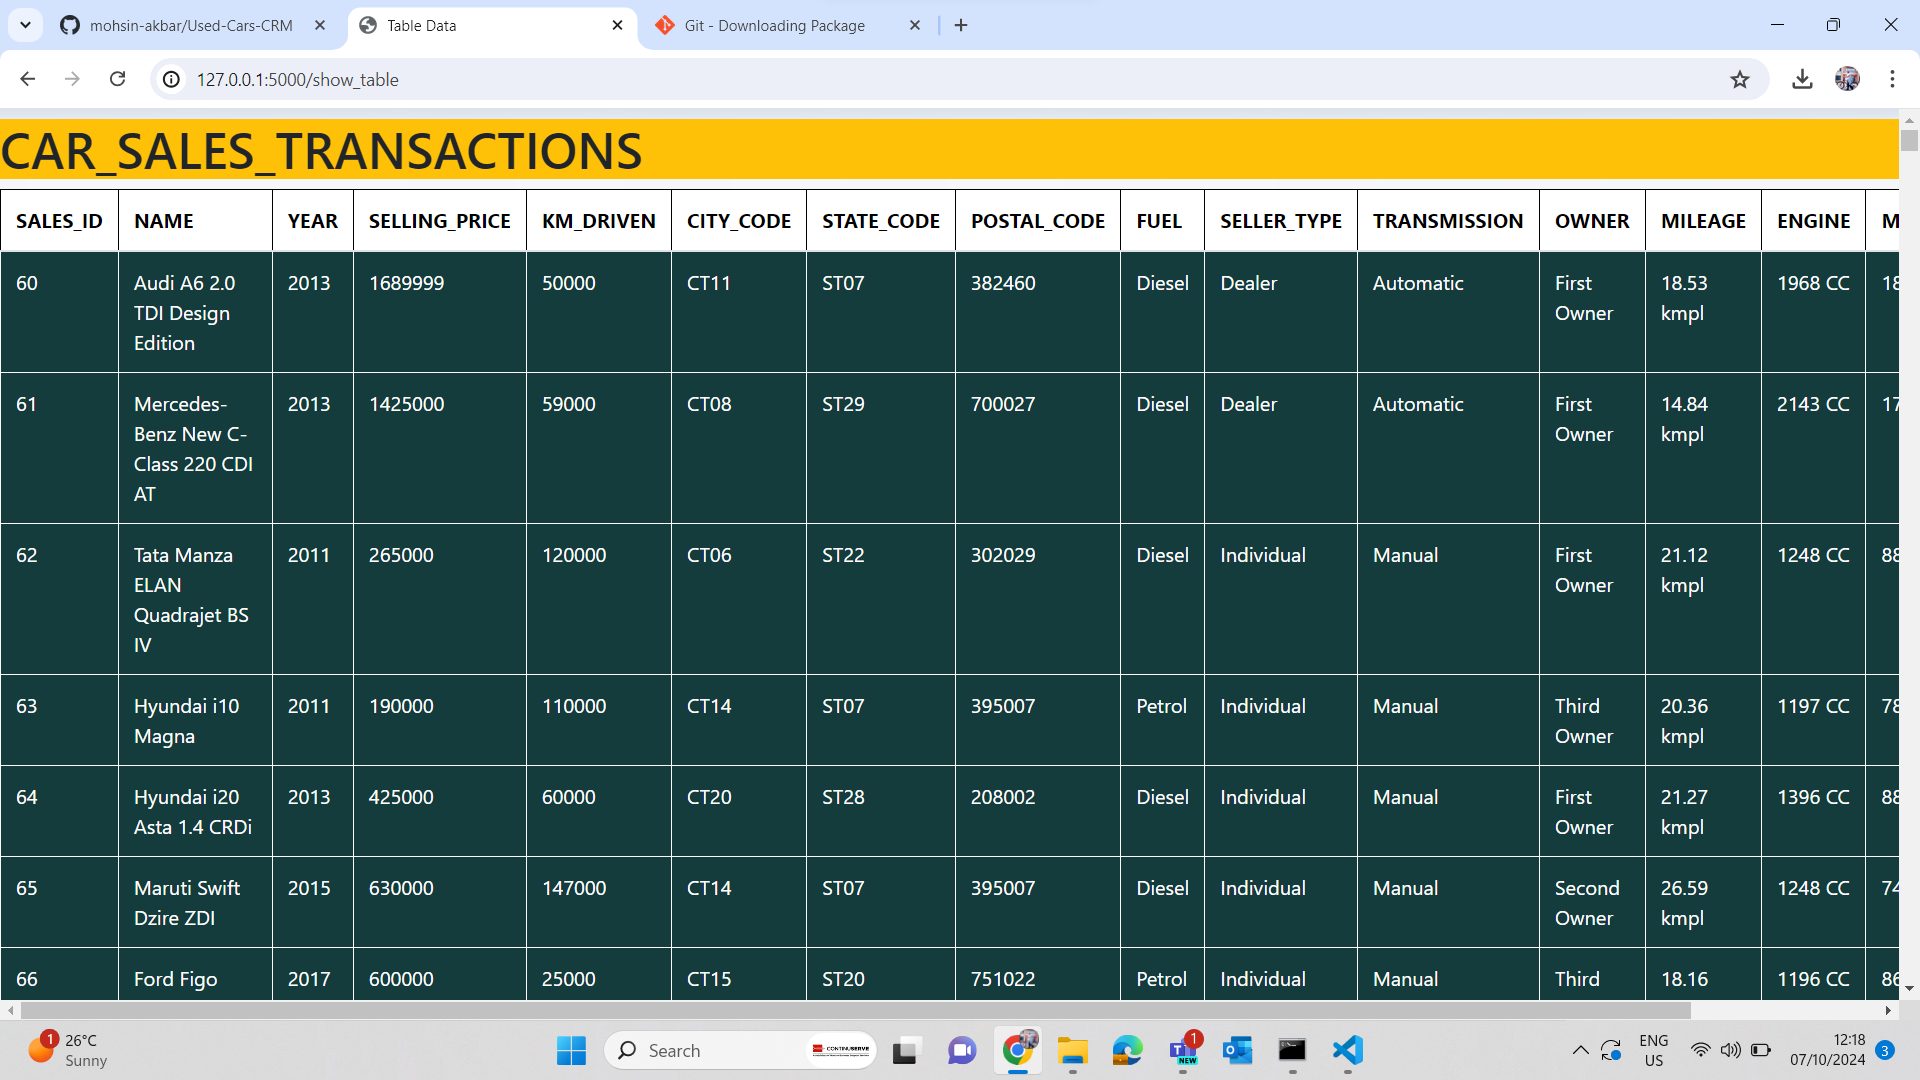 mohsin-akbar/Used-Cars-CRM
Table Data
Git - Downloading Package
127.0.0.1:5000/show_table
CAR_SALES_TRANSACTIONS
SALES_ID NAME YEAR SELLING_PRICE KM_DRIVEN CITY_CODE STATE_CODE POSTAL_CODE FUEL SELLER_TYPE TRANSMISSION OWNER MILEAGE ENGINE M
60 Audi A6 2.0 2013 1689999 50000 CT11 ST07 382460 Diesel Dealer Automatic First 18.53 1968 CC 18
TDI Design Owner kmpl
Edition
61 Mercedes- 2013 1425000 59000 CT08 ST29 700027 Diesel Dealer Automatic First 14.84 2143 CC 17
Benz New C- Owner kmpl
Class 220 CDI
AT
62 Tata Manza 2011 265000 120000 CT06 ST22 302029 Diesel Individual Manual First 21.12 1248 CC 88
ELAN Owner kmpl
Quadrajet BS
IV
63 Hyundai i10 2011 190000 110000 CT14 ST07 395007 Petrol Individual Manual Third 20.36 1197 CC 78
Magna Owner kmpl
64 Hyundai i20 2013 425000 60000 CT20 ST28 208002 Diesel Individual Manual First 21.27 1396 CC 88
Asta 1.4 CRDi Owner kmpl
65 Maruti Swift 2015 630000 147000 CT14 ST07 395007 Diesel Individual Manual Second 26.59 1248 CC 74
Dzire ZDI Owner kmpl
66 Ford Figo 2017 600000 25000 CT15 ST20 751022 Petrol Individual Manual Third 18.16 1196 CC 86
1 26°C
Sunny
Search
CONTINUSERVE
1
NEW
ENG
US
12:18
07/10/2024
3